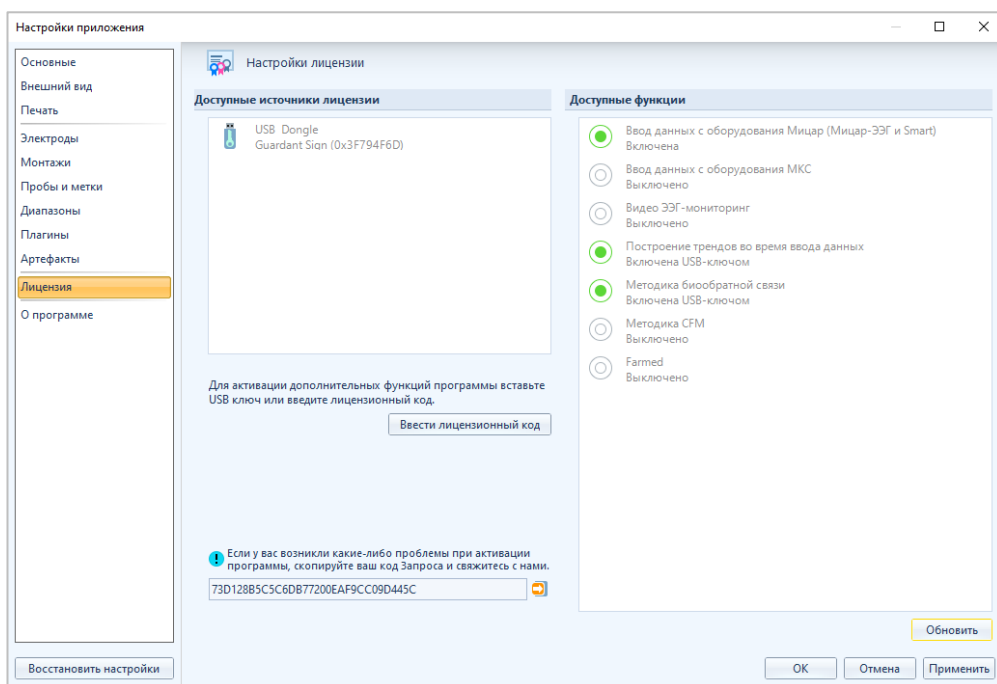 Настройки приложения
Основные
Внешний вид
Печать
Электроды
Монтажи
Пробы и метки
Диапазоны
Плагины
Артефакты
Лицензия
О программе
Восстановить настройки
Настройки лицензии
Доступные источники лицензии
USB Dongle
Guardant Sign (0x3F794F6D)
Для активации дополнительных функций программы вставьте
USB ключ или введите лицензионный код.
Ввести лицензионный код
Если у вас возникли какие-либо проблемы при активации
программы, скопируйте ваш код Запроса и свяжитесь с нами.
73D128B5C5C6DB77200EAF9CC09D445C
Доступные функции
Ввод данных с оборудования Мицар (Мицар-ЭЭГ и Smart)
Включена
Ввод данных с оборудования МКС
Выключено
Видео ЭЭГ-мониторинг
Выключено
Построение трендов во время ввода данных
Включена USB-ключом
Методика биообратной связи
Включена USB-ключом
Методика CFM
Выключено
Farmed
Выключено
Обновить
ОК
Отмена
Применить